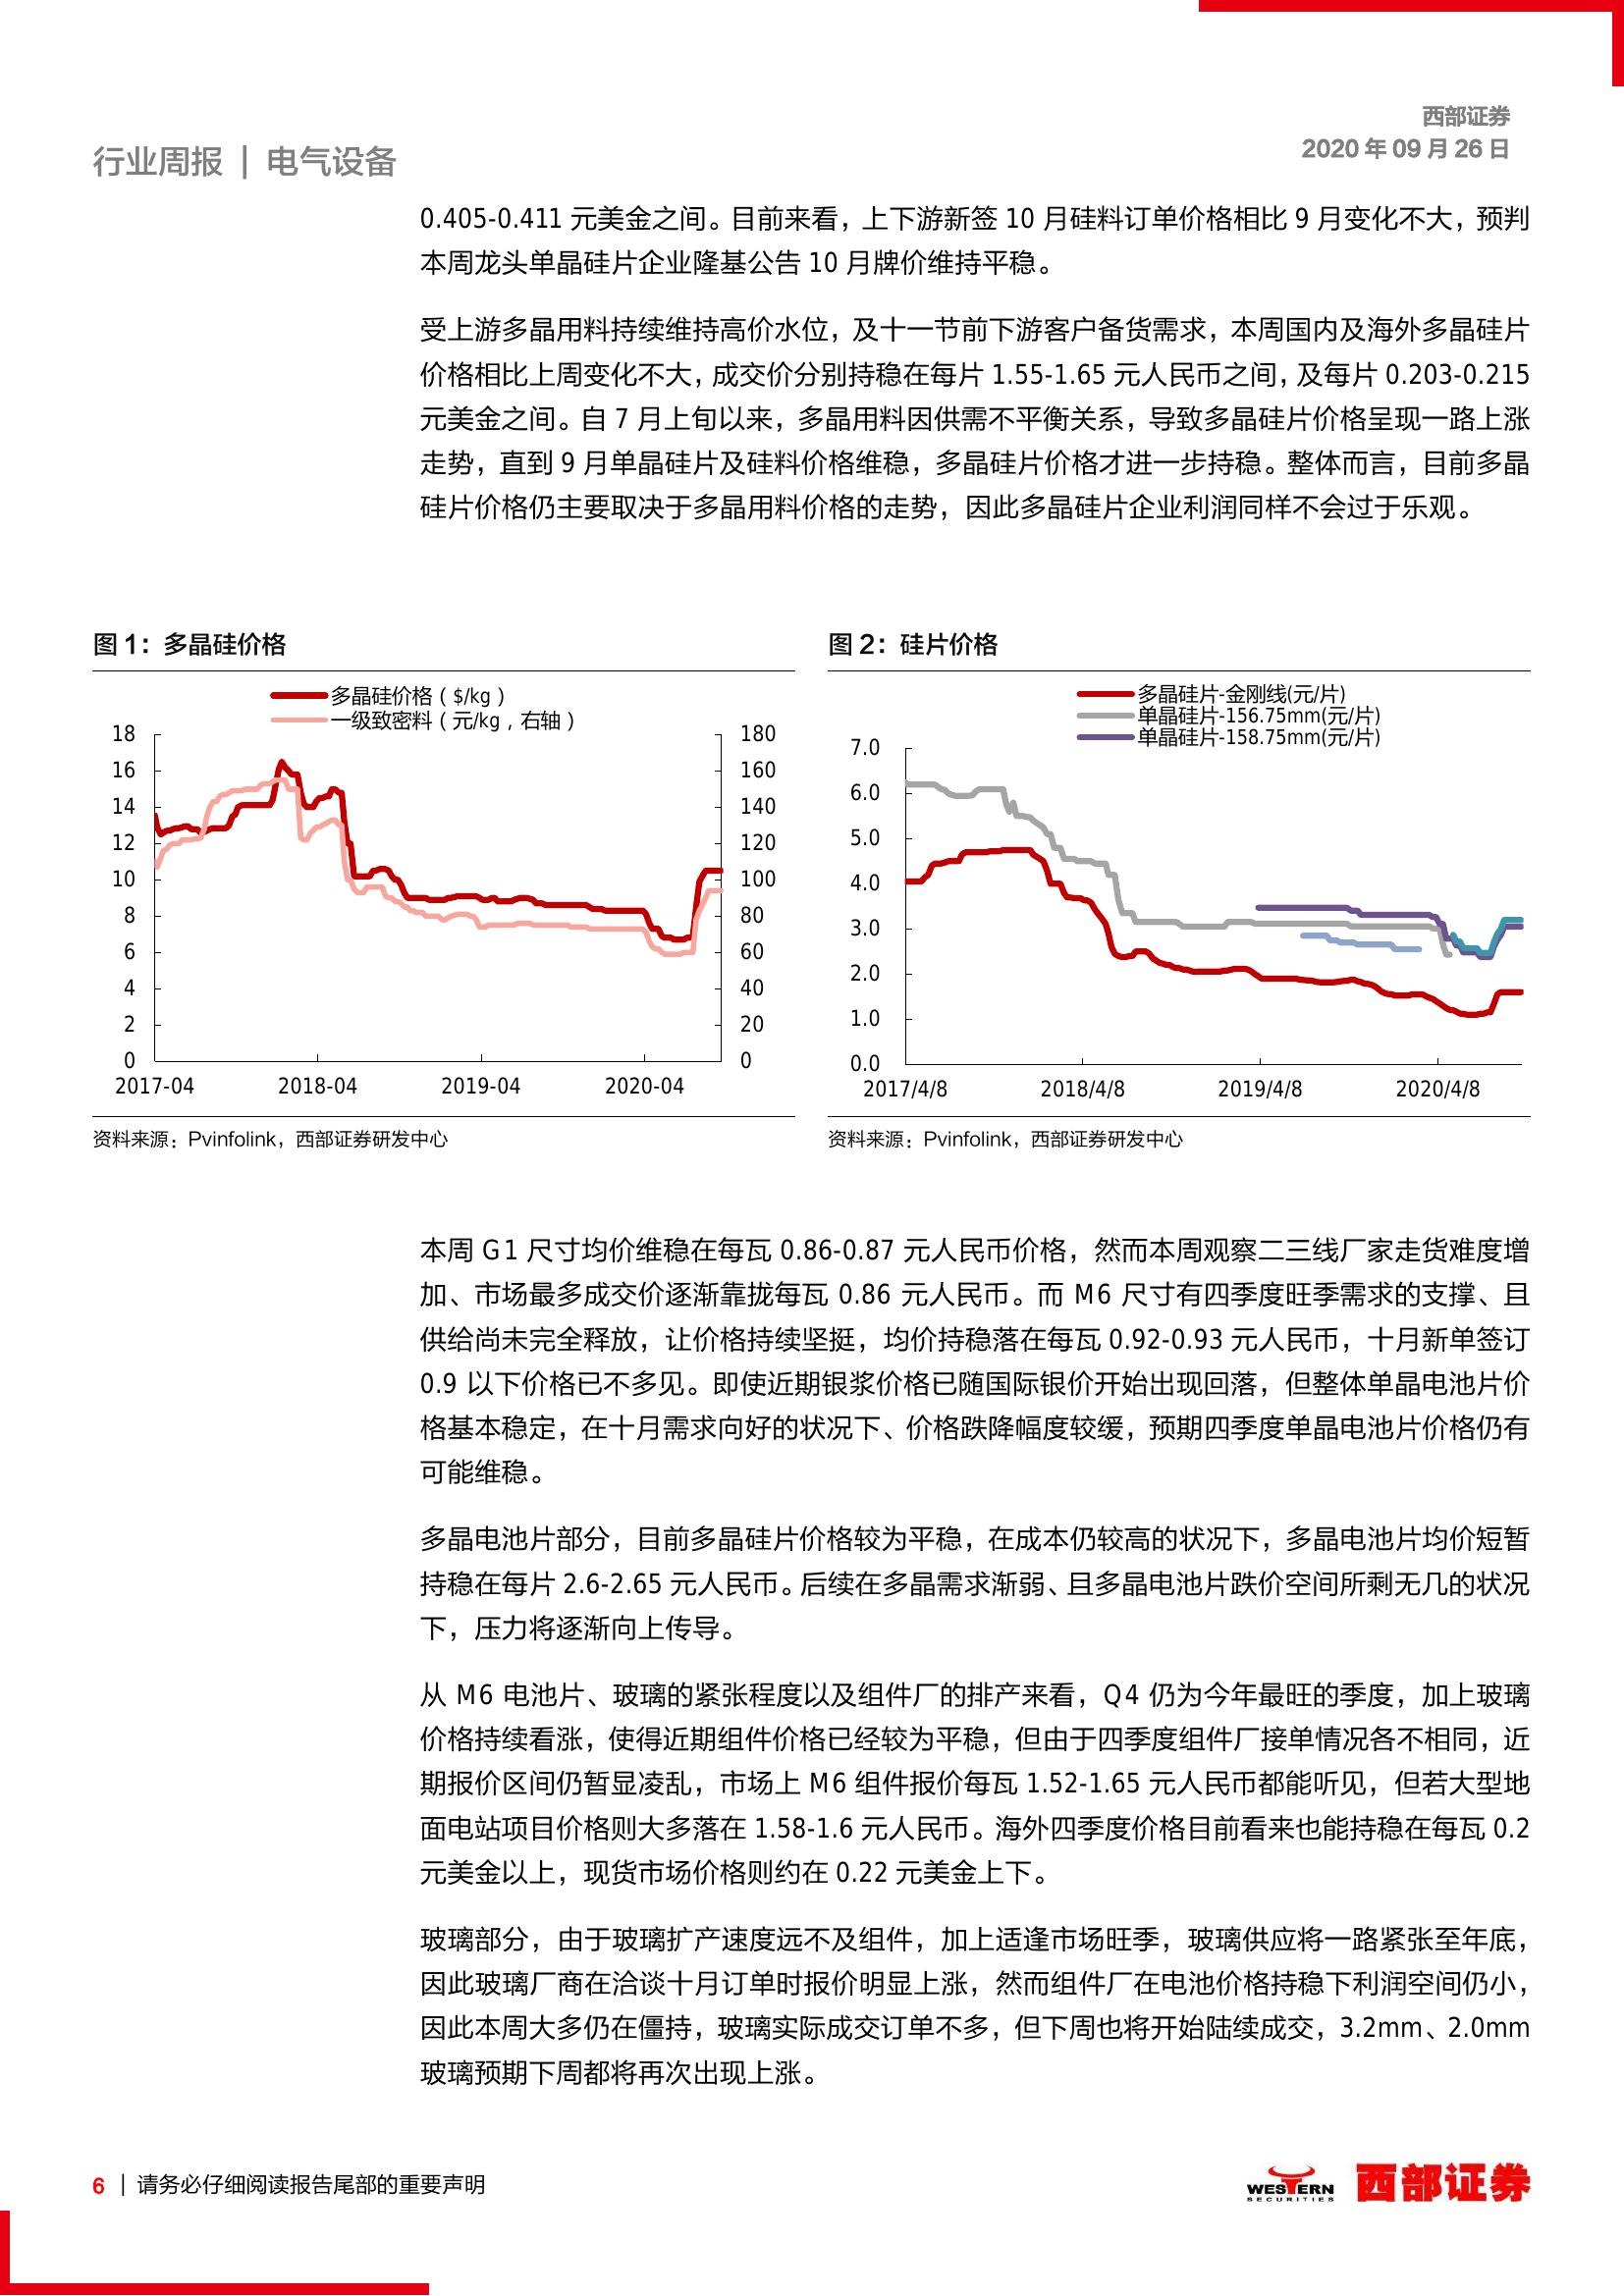 西部证券
2020 年 09 月 26 日
行业周报 | 电气设备
0.405-0.411 元美金之间。目前来看，上下游新签 10 月硅料订单价格相比 9 月变化不大，预判
本周龙头单晶硅片企业隆基公告 10 月牌价维持平稳。
受上游多晶用料持续维持高价水位，及十一节前下游客户备货需求，本周国内及海外多晶硅片
价格相比上周变化不大，成交价分别持稳在每片 1.55-1.65 元人民币之间，及每片 0.203-0.215
元美金之间。自 7 月上旬以来，多晶用料因供需不平衡关系，导致多晶硅片价格呈现一路上涨
走势，直到 9 月单晶硅片及硅料价格维稳，多晶硅片价格才进一步持稳。整体而言，目前多晶
硅片价格仍主要取决于多晶用料价格的走势，因此多晶硅片企业利润同样不会过于乐观。
图 1：多晶硅价格
多晶硅价格（$/kg）
一级致密料（元/kg，右轴）
18
16
14
12
10
8
6
4
2
0
180
160
140
120
100
80
60
40
20
0
2017-04 2018-04 2019-04 2020-04
资料来源：Pvinfolink，西部证券研发中心
图 2：硅片价格
多晶硅片-金刚线(元/片)
单晶硅片-156.75mm(元/片)
单晶硅片-158.75mm(元/片)
7.0
6.0
5.0
4.0
3.0
2.0
1.0
0.0
2017/4/8 2018/4/8 2019/4/8 2020/4/8
资料来源：Pvinfolink，西部证券研发中心
本周 G1 尺寸均价维稳在每瓦 0.86-0.87 元人民币价格，然而本周观察二三线厂家走货难度增
加、市场最多成交价逐渐靠拢每瓦 0.86 元人民币。而 M6 尺寸有四季度旺季需求的支撑、且
供给尚未完全释放，让价格持续坚挺，均价持稳落在每瓦 0.92-0.93 元人民币，十月新单签订
0.9 以下价格已不多见。即使近期银浆价格已随国际银价开始出现回落，但整体单晶电池片价
格基本稳定，在十月需求向好的状况下、价格跌降幅度较缓，预期四季度单晶电池片价格仍有
可能维稳。
多晶电池片部分，目前多晶硅片价格较为平稳，在成本仍较高的状况下，多晶电池片均价短暂
持稳在每片 2.6-2.65 元人民币。后续在多晶需求渐弱、且多晶电池片跌价空间所剩无几的状况
下，压力将逐渐向上传导。
从 M6 电池片、玻璃的紧张程度以及组件厂的排产来看，Q4 仍为今年最旺的季度，加上玻璃
价格持续看涨，使得近期组件价格已经较为平稳，但由于四季度组件厂接单情况各不相同，近
期报价区间仍暂显凌乱，市场上 M6 组件报价每瓦 1.52-1.65 元人民币都能听见，但若大型地
面电站项目价格则大多落在 1.58-1.6 元人民币。海外四季度价格目前看来也能持稳在每瓦 0.2
元美金以上，现货市场价格则约在 0.22 元美金上下。
玻璃部分，由于玻璃扩产速度远不及组件，加上适逢市场旺季，玻璃供应将一路紧张至年底，
因此玻璃厂商在洽谈十月订单时报价明显上涨，然而组件厂在电池价格持稳下利润空间仍小，
因此本周大多仍在僵持，玻璃实际成交订单不多，但下周也将开始陆续成交，3.2mm、2.0mm
玻璃预期下周都将再次出现上涨。
6 | 请务必仔细阅读报告尾部的重要声明
WESTERN
SECURITIES
西部证券